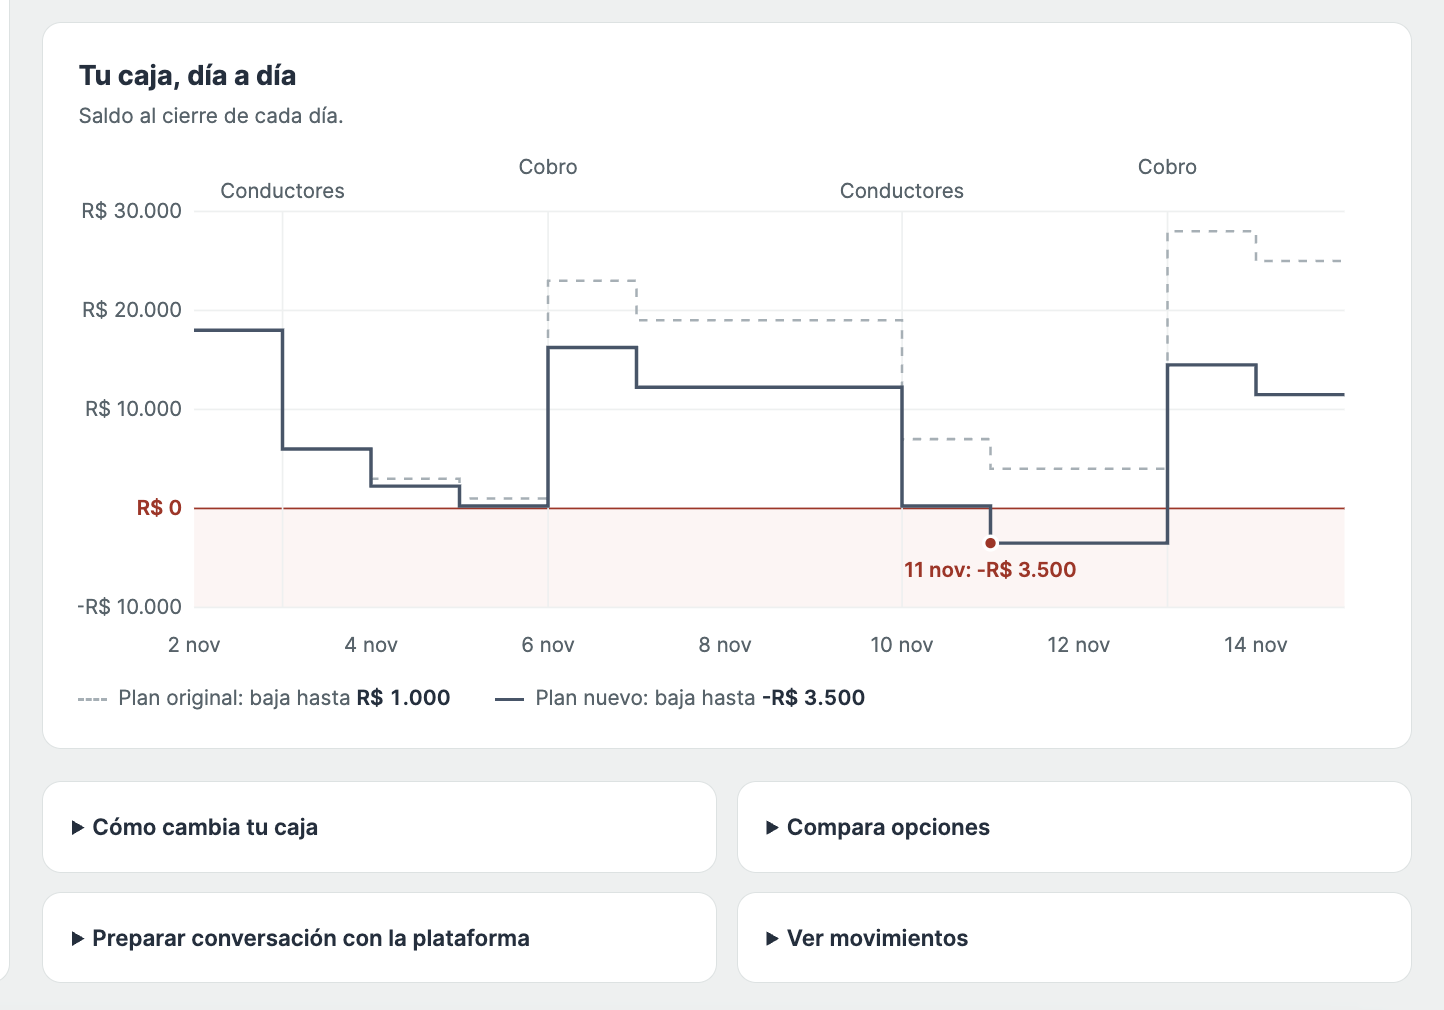 Tu caja, día a día
Saldo al cierre de cada día.
Cobro
Cobro
Conductores
Conductores
R$ 30.000
R$ 20.000
R$ 10.000
R$ 0
11 nov: -R$ 3.500
-R$ 10.000
2 nov
4 nov
6 nov
8 nov
10 nov
12 nov
14 nov
Plan original: baja hasta R$ 1.000
Plan nuevo: baja hasta -R$ 3.500
Cómo cambia tu caja
Compara opciones
Preparar conversación con la plataforma
Ver movimientos